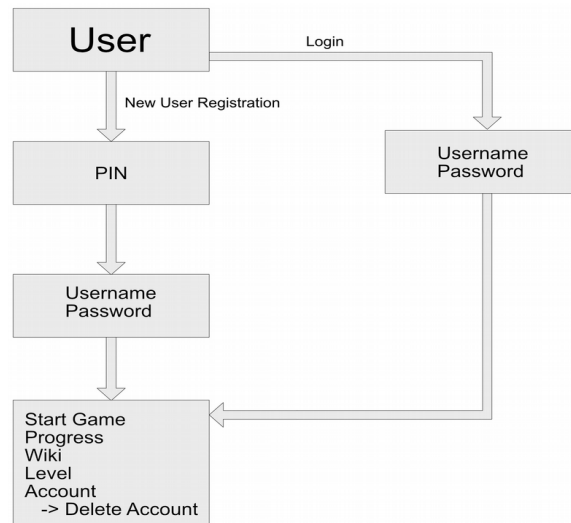 User
Login
New User Registration
PIN
Username
Password
Username
Password
Start Game
Progress
Wiki
Level
Account
-> Delete Account